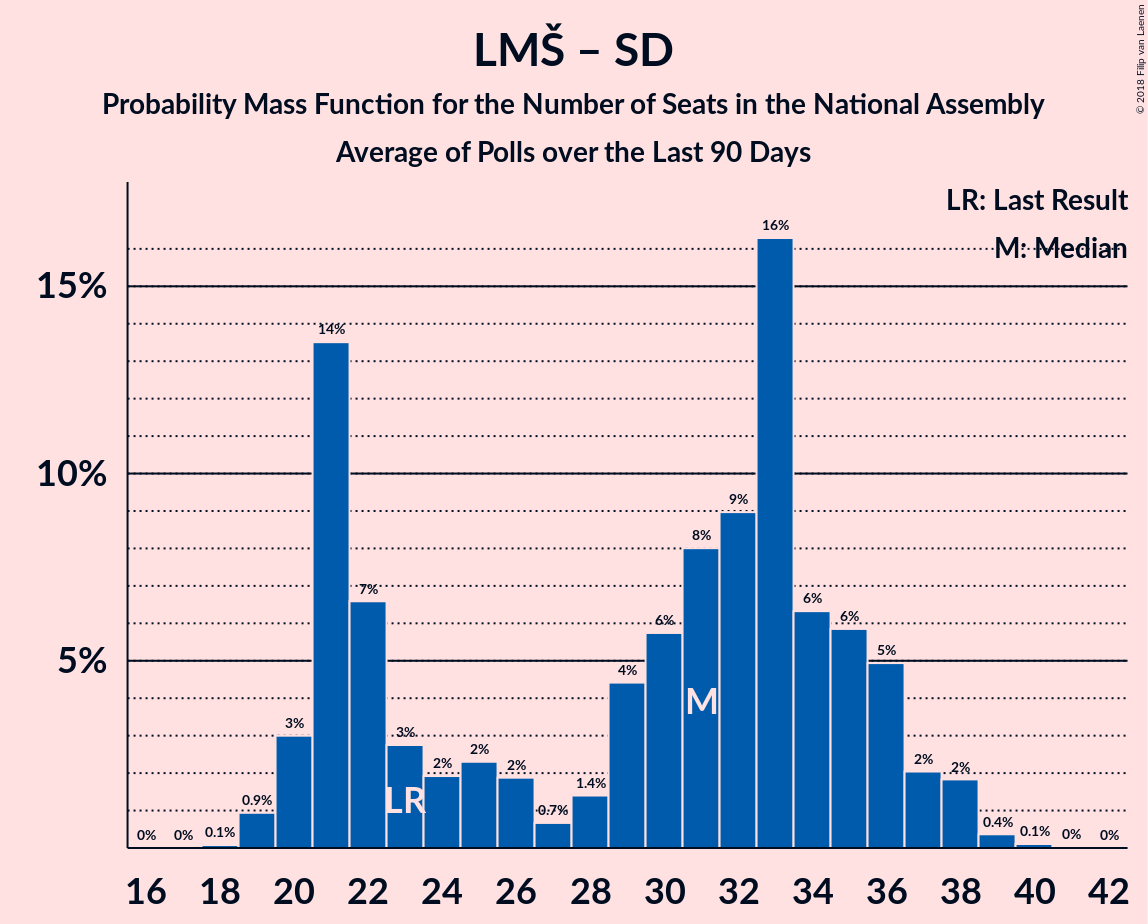 LMŠ – SD
Probability Mass Function for the Number of Seats in the National Assembly
Average of Polls over the Last 90 Days
© 2018 Filip van Laenen
LR: Last Result
M: Median
15%
10%
5%
0% 0% 0.1% 0.9% 3% 14% 7% 3% 2% 2% 2% 0.7% 1.4% 4% 6% 8% 9% 16% 6% 6% 5% 2% 2% 0.4% 0.1% 0% 0%
LR
M
16 18 20 22 24 26 28 30 32 34 36 38 40 42